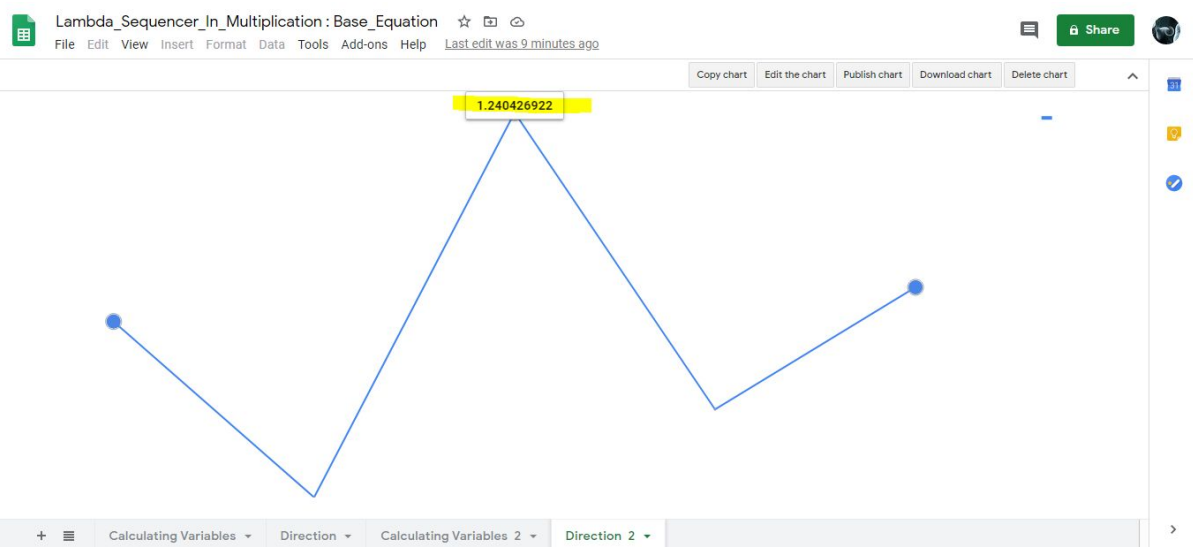 Lambda_Sequencer_In_Multiplication : Base_Equation
File Edit View Insert Format Data Tools Add-ons Help Last edit was 9 minutes ago
Share
Copy chart Edit the chart Publish chart Download chart Delete chart
31
1.240426922
Calculating Variables Direction Calculating Variables 2 Direction 2